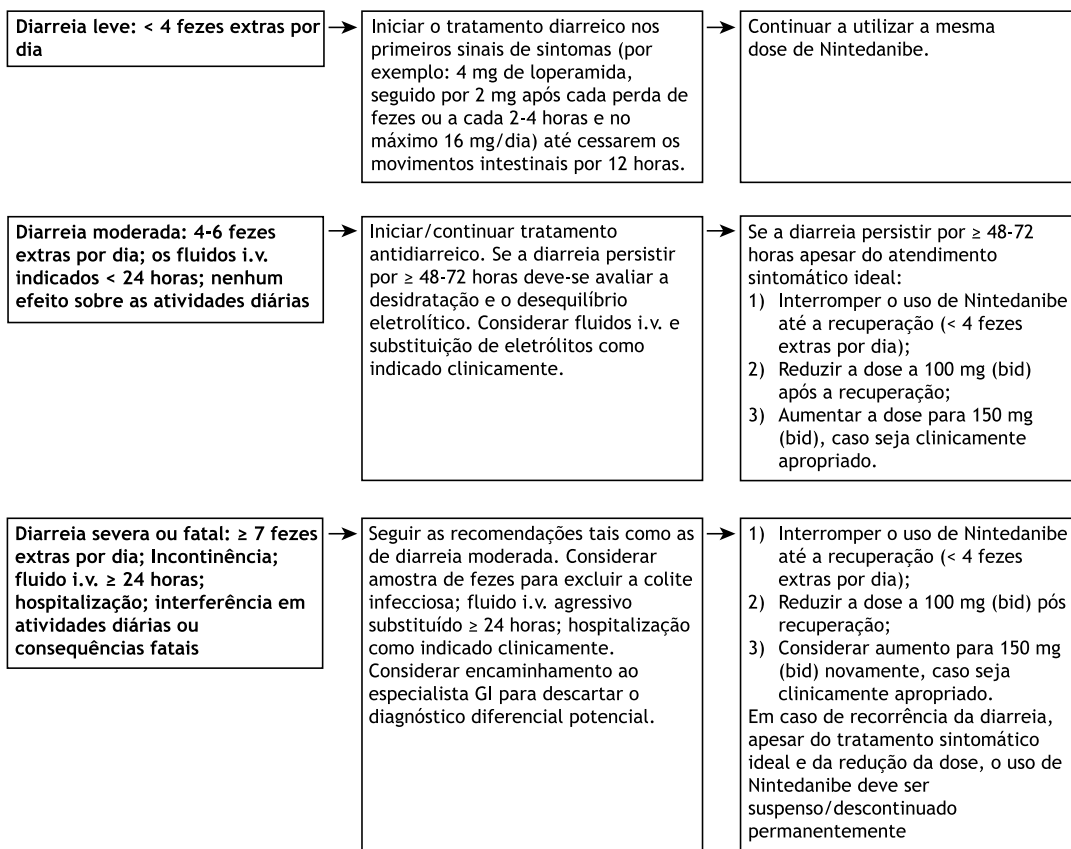 Diarreia leve: < 4 fezes extras por
dia
Iniciar o tratamento diarreico nos
primeiros sinais de sintomas (por
exemplo: 4 mg de loperamida,
seguido por 2 mg após cada perda de
fezes ou a cada 2-4 horas e no
máximo 16 mg/dia) até cessarem os
movimentos intestinais por 12 horas.
Continuar a utilizar a mesma
dose de Nintedanibe.
Diarreia moderada: 4-6 fezes
extras por dia; os fluidos i.v.
indicados < 24 horas; nenhum
efeito sobre as atividades diárias
Iniciar/continuar tratamento
antidiarreico. Se a diarreia persistir
por ≥ 48-72 horas deve-se avaliar a
desidratação e o desequilíbrio
eletrolítico. Considerar fluidos i.v. e
substituição de eletrólitos como
indicado clinicamente.
Se a diarreia persistir por ≥ 48-72
horas apesar do atendimento
sintomático ideal:
1) Interromper o uso de Nintedanibe
até a recuperação (< 4 fezes
extras por dia);
2) Reduzir a dose a 100 mg (bid)
após a recuperação;
3) Aumentar a dose para 150 mg
(bid), caso seja clinicamente
apropriado.
Diarreia severa ou fatal: ≥ 7 fezes
extras por dia; Incontinência;
fluido i.v. ≥ 24 horas;
hospitalização; interferência em
atividades diárias ou
consequências fatais
Seguir as recomendações tais como as
de diarreia moderada. Considerar
amostra de fezes para excluir a colite
infecciosa; fluido i.v. agressivo
substituído ≥ 24 horas; hospitalização
como indicado clinicamente.
Considerar encaminhamento ao
especialista GI para descartar o
diagnóstico diferencial potencial.
1) Interromper o uso de Nintedanibe
até a recuperação (< 4 fezes
extras por dia);
2) Reduzir a dose a 100 mg (bid) pós
recuperação;
3) Considerar aumento para 150 mg
(bid) novamente, caso seja
clinicamente apropriado.
Em caso de recorrência da diarreia,
apesar do tratamento sintomático
ideal e da redução da dose, o uso de
Nintedanibe deve ser
suspenso/descontinuado
permanentemente